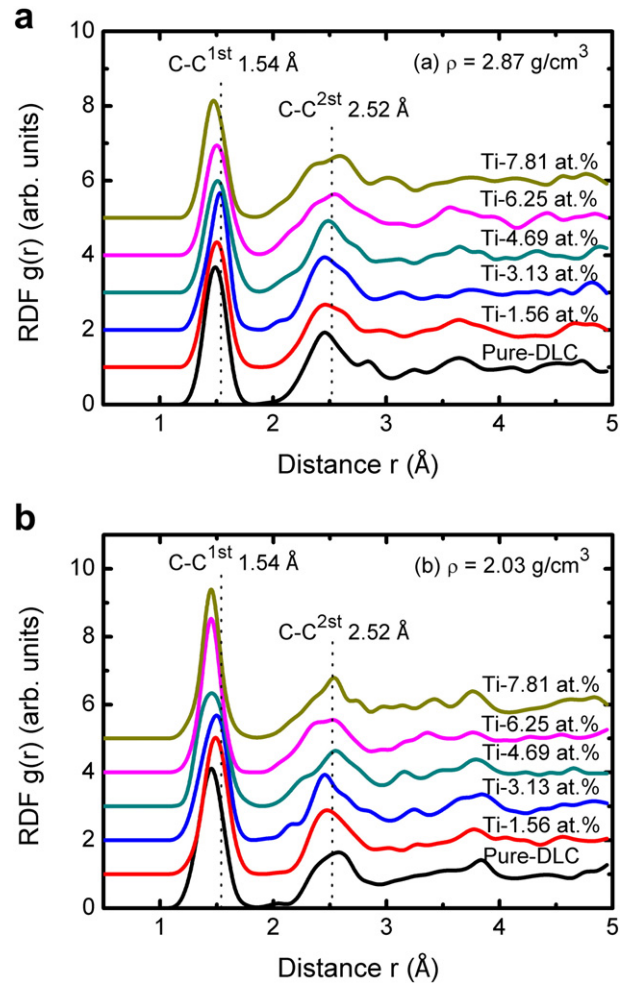 a
(a) ρ = 2.87 g/cm³
C-C¹ˢᵗ 1.54 Å
C-C²ˢᵗ 2.52 Å
Ti-7.81 at.%
Ti-6.25 at.%
Ti-4.69 at.%
Ti-3.13 at.%
Ti-1.56 at.%
Pure-DLC
RDF g(r) (arb. units)
10
8
6
4
2
0
1 2 3 4 5
Distance r (Å)
b
(b) ρ = 2.03 g/cm³
C-C¹ˢᵗ 1.54 Å
C-C²ˢᵗ 2.52 Å
Ti-7.81 at.%
Ti-6.25 at.%
Ti-4.69 at.%
Ti-3.13 at.%
Ti-1.56 at.%
Pure-DLC
RDF g(r) (arb. units)
10
8
6
4
2
0
1 2 3 4 5
Distance r (Å)